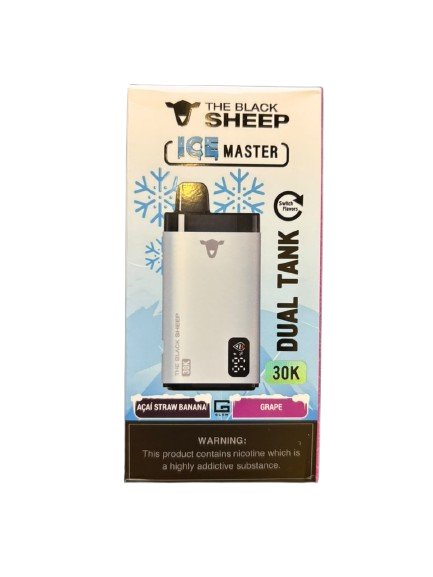 THE BLACK
SHEEP
ICE MASTER
Switch
Flavors
DUAL TANK
THE BLACK SHEEP
30K
30K
AÇAÍ STRAW BANANA
G
GRAPE
WARNING:
This product contains nicotine which is
a highly addictive substance.